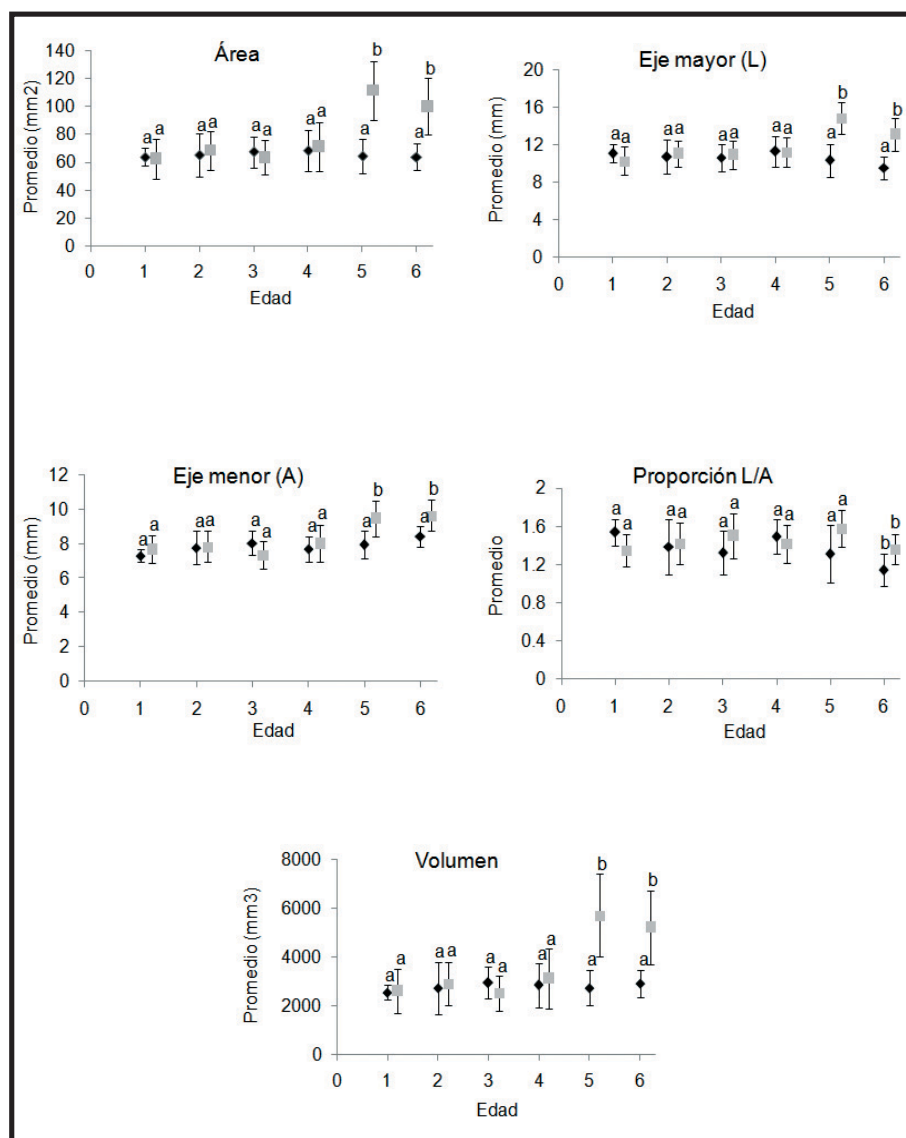 Área
Promedio (mm2)
140
120
100
80
60
40
20
0
a a a a a a a a a b a b
0 1 2 3 4 5 6
Edad
Eje mayor (L)
Promedio (mm)
20
16
12
8
4
0
a a a a a a a a a b a b
0 1 2 3 4 5 6
Edad
Eje menor (A)
Promedio (mm)
12
10
8
6
4
2
0
a a a a a a a a a b a b
0 1 2 3 4 5 6
Edad
Proporción L/A
Promedio
2
1.6
1.2
0.8
0.4
0
a a a a a a a a a a b b
0 1 2 3 4 5 6
Edad
Volumen
Promedio (mm3)
8000
6000
4000
2000
0
a a a a a a a a a b a b
0 1 2 3 4 5 6
Edad